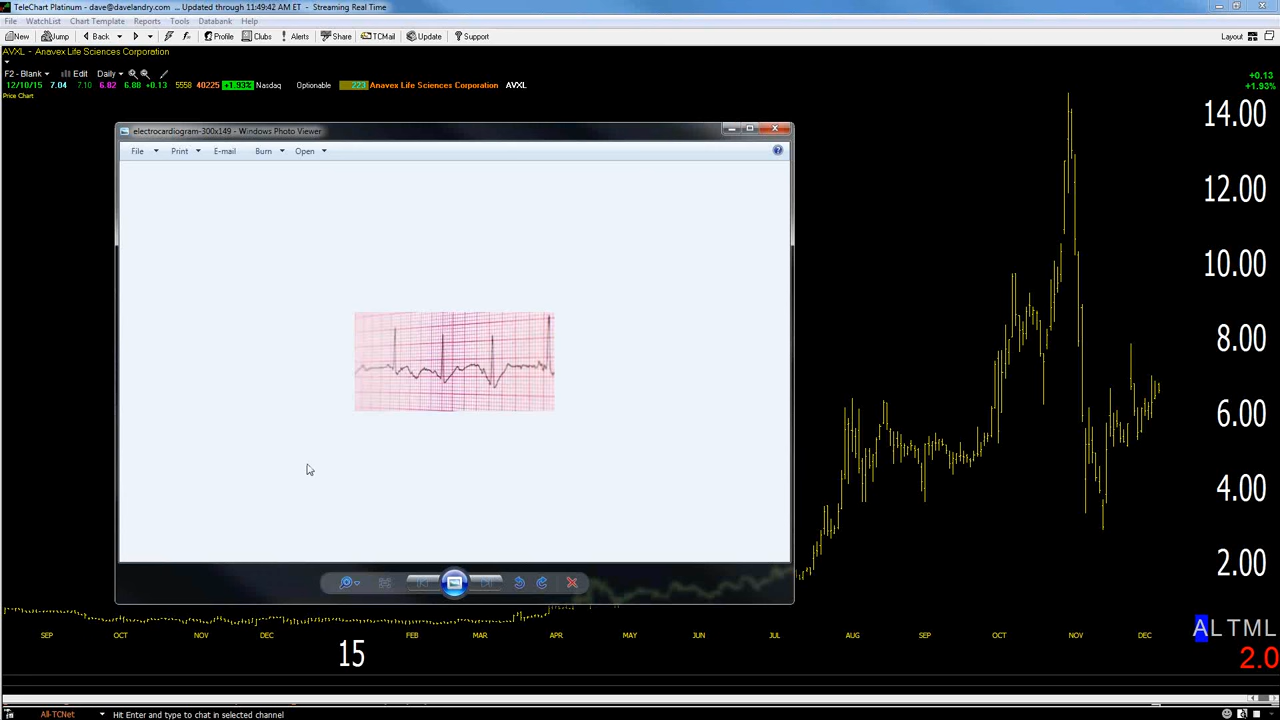 TeleChart Platinum - dave@davelandry.com ... Updated through 11:49:42 AM ET - Streaming Real Time
File WatchList Chart Template Reports Tools Databank Help
New Jump Back Profile Clubs Alerts Share TCMail Update Support Layout
AVXL - Anavex Life Sciences Corporation
F2 - Blank Edit Daily
+0.13
12/10/15 7.04 7.10 6.82 6.88 +0.13 5558 40225 +1.93% Nasdaq Optionable 223 Anavex Life Sciences Corporation AVXL
+1.93%
Price Chart
14.00
electrocardiogram-300x149 - Windows Photo Viewer
File Print E-mail Burn Open
12.00
10.00
8.00
6.00
4.00
2.00
SEP OCT NOV DEC FEB MAR APR MAY JUN JUL AUG SEP OCT NOV DEC
15
A L T M L
2.0
All-TCNet Hit Enter and type to chat in selected channel